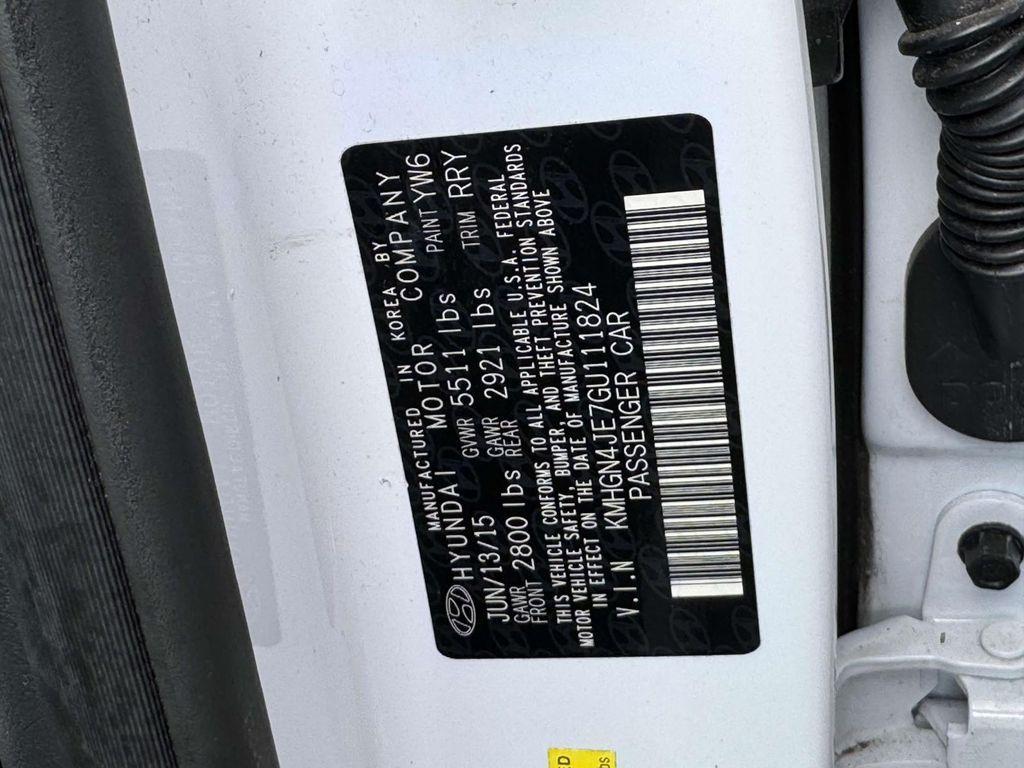 MANUFACTURED IN KOREA BY
HYUNDAI MOTOR COMPANY
JUN/13/15 GVWR 5511 lbs PAINT YW6
GAWR FRONT 2800 lbs GAWR REAR 2921 lbs TRIM RRY
THIS VEHICLE CONFORMS TO ALL APPLICABLE U.S.A. FEDERAL
MOTOR VEHICLE SAFETY, BUMPER, AND THEFT PREVENTION STANDARDS
IN EFFECT ON THE DATE OF MANUFACTURE SHOWN ABOVE
V.I.N KMHGN4JE7GU111824
PASSENGER CAR